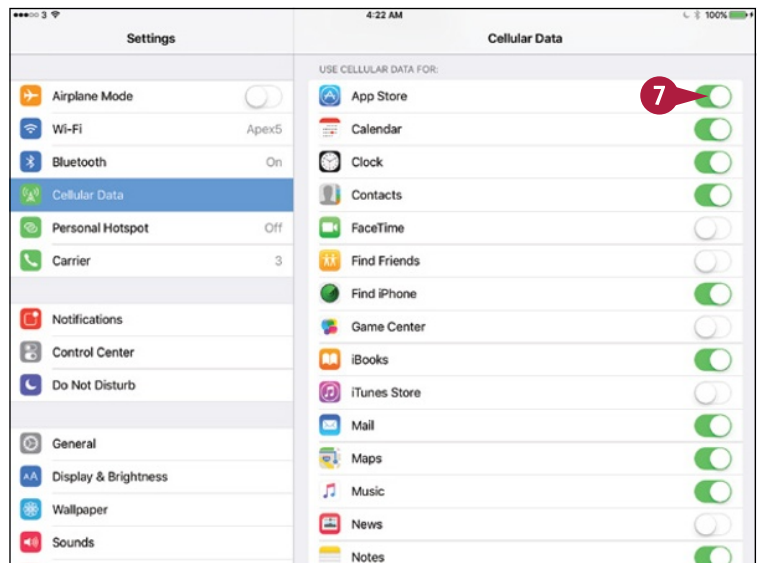 3 4:22 AM 100%
Settings
Airplane Mode
Wi-Fi Apex5
Bluetooth On
Cellular Data
Personal Hotspot Off
Carrier 3
Notifications
Control Center
Do Not Disturb
General
Display & Brightness
Wallpaper
Sounds
Cellular Data
USE CELLULAR DATA FOR:
App Store 7
Calendar
Clock
Contacts
FaceTime
Find Friends
Find iPhone
Game Center
iBooks
iTunes Store
Mail
Maps
Music
News
Notes